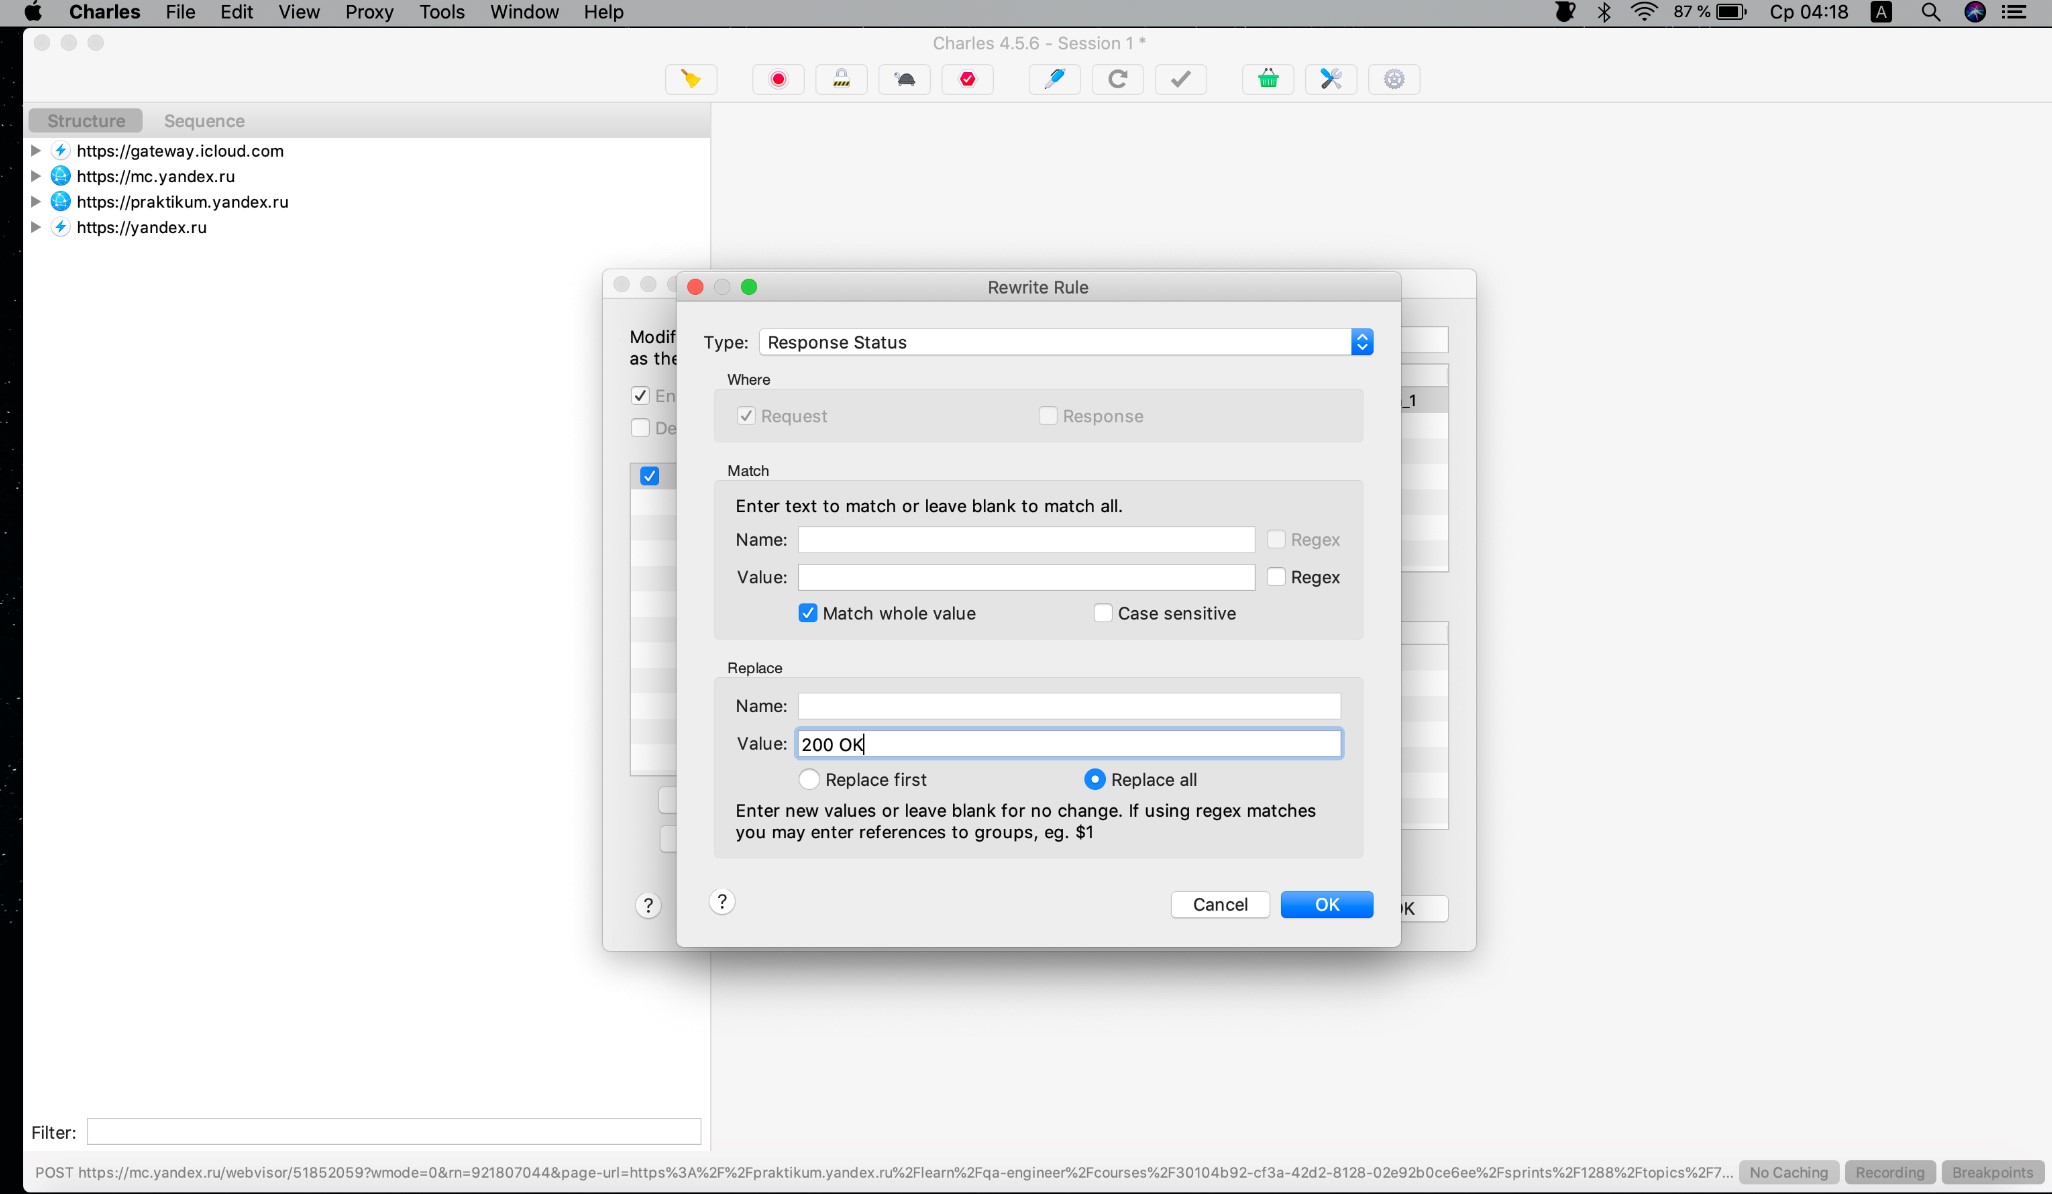 Charles File Edit View Proxy Tools Window Help 87 % Ср 04:18 A
Charles 4.5.6 - Session 1 *
Structure Sequence
https://gateway.icloud.com
https://mc.yandex.ru
https://praktikum.yandex.ru
https://yandex.ru
Rewrite Rule
Modif
as the
En
De
_1
Type: Response Status
Where
Request Response
Match
Enter text to match or leave blank to match all.
Name: Regex
Value: Regex
Match whole value Case sensitive
Replace
Name:
Value: 200 OK
Replace first Replace all
Enter new values or leave blank for no change. If using regex matches
you may enter references to groups, eg. $1
? ? Cancel OK K
Filter:
POST https://mc.yandex.ru/webvisor/51852059?wmode=0&rn=921807044&page-url=https%3A%2F%2Fpraktikum.yandex.ru%2Flearn%2Fqa-engineer%2Fcourses%2F30104b92-cf3a-42d2-8128-02e92b0ce6ee%2Fsprints%2F1288%2Ftopics%2F7... No Caching Recording Breakpoints